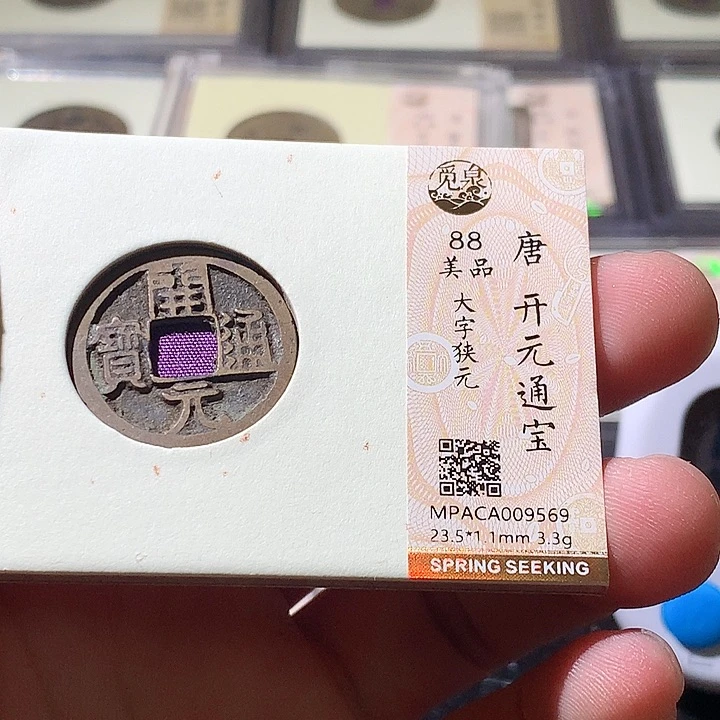 開元通寳
觅泉
唐 开元通宝
88
美品
大字狭元
MPACA009569
23.5*1.1mm 3.3g
SPRING SEEKING